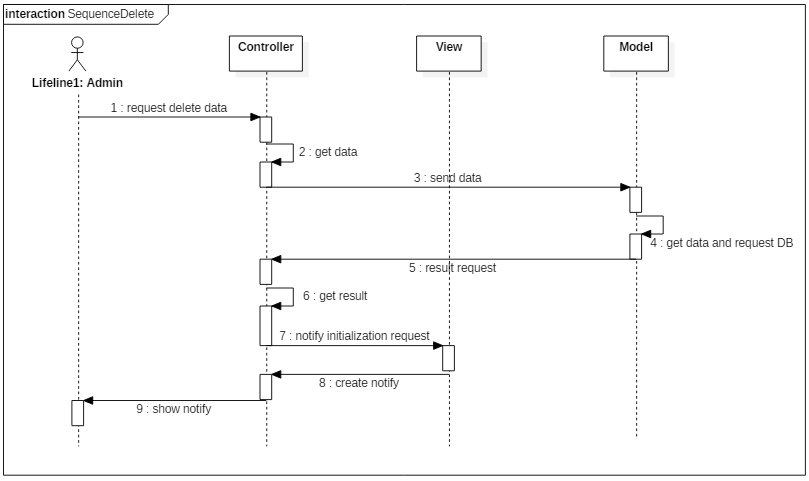 interaction SequenceDelete
Controller
View
Model
Lifeline1: Admin
1 : request delete data
2 : get data
3 : send data
4 : get data and request DB
5 : result request
6 : get result
7 : notify initialization request
8 : create notify
9 : show notify